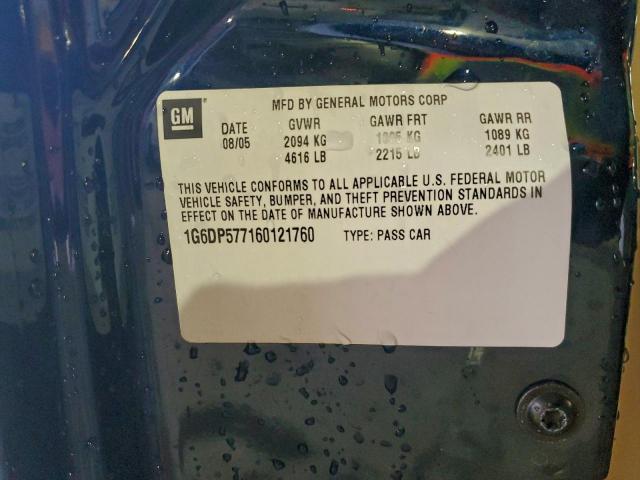 GM
MFD BY GENERAL MOTORS CORP
DATE GVWR GAWR FRT GAWR RR
08/05 2094 KG KG 1089 KG
4616 LB 2215 LB 2401 LB
THIS VEHICLE CONFORMS TO ALL APPLICABLE U.S. FEDERAL MOTOR
VEHICLE SAFETY, BUMPER, AND THEFT PREVENTION STANDARDS IN
EFFECT ON THE DATE OF MANUFACTURE SHOWN ABOVE.
1G6DP577160121760 TYPE: PASS CAR